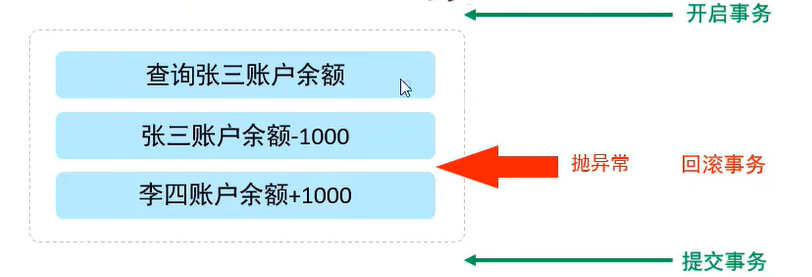 开启事务
查询张三账户余额
张三账户余额-1000
抛异常 回滚事务
李四账户余额+1000
提交事务